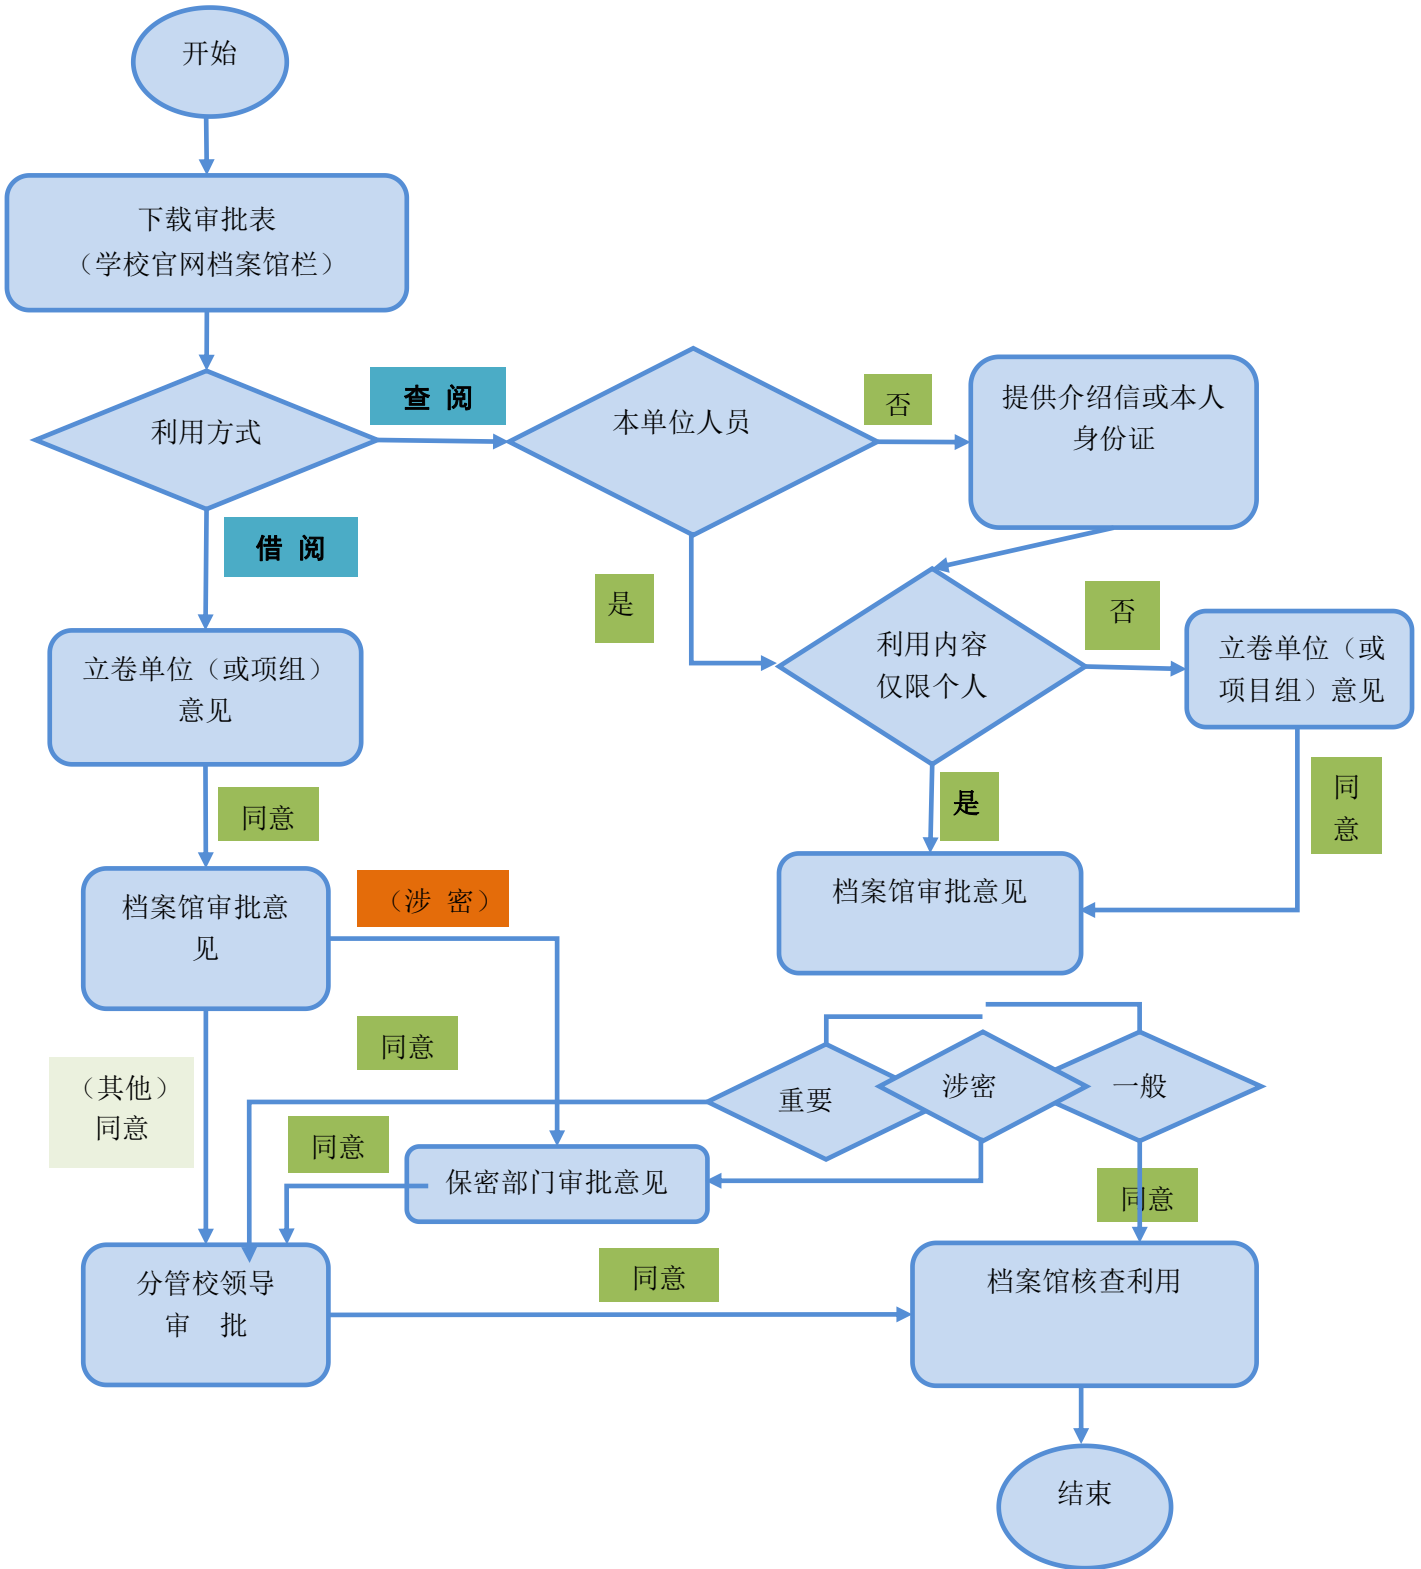 开始
下载审批表
（学校官网档案馆栏）
利用方式
查 阅
本单位人员
否
提供介绍信或本人
身份证
借 阅
是
利用内容
仅限个人
否
立卷单位（或
项目组）意见
立卷单位（或项组）
意见
同意
是
同
意
档案馆审批意
见
（涉 密）
档案馆审批意见
（其他）
同意
同意
重要
涉密
一般
同意
保密部门审批意见
同意
分管校领导
审 批
同意
档案馆核查利用
结束